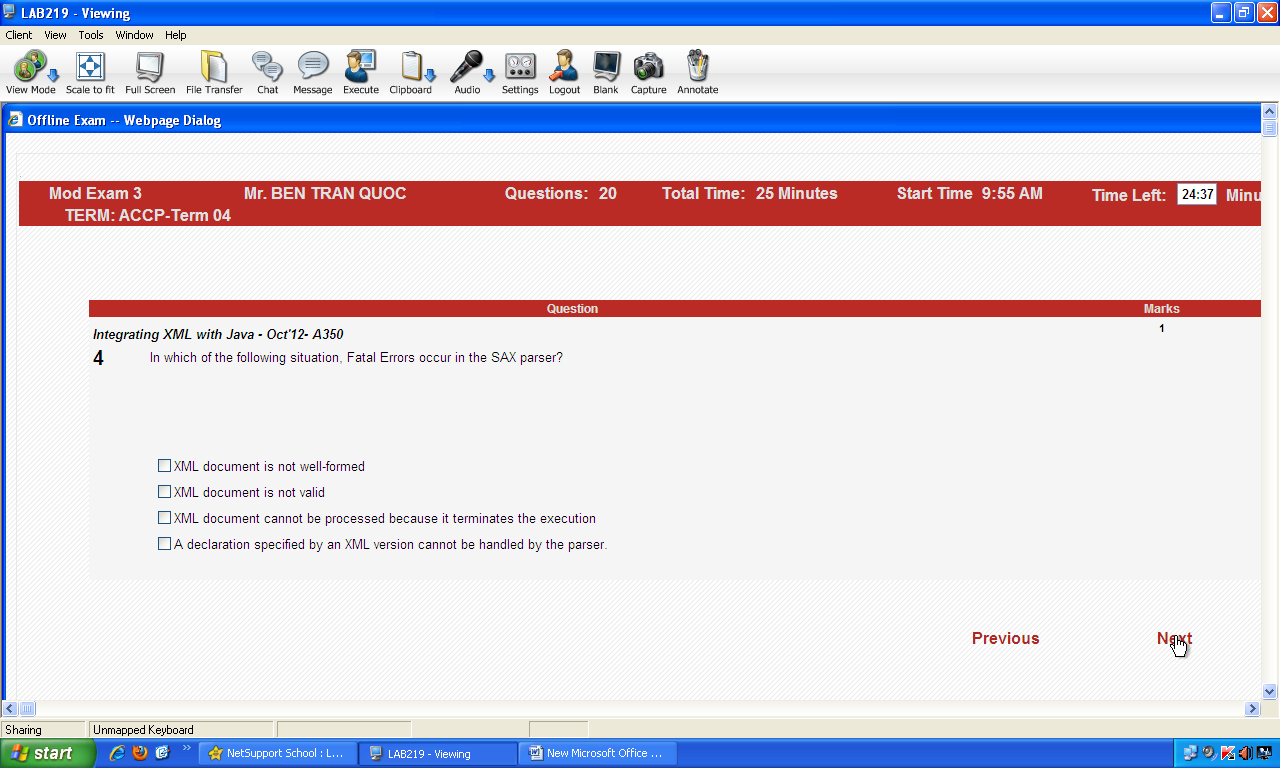 LAB219 - Viewing
Client View Tools Window Help
View Mode Scale to fit Full Screen File Transfer Chat Message Execute Clipboard Audio Settings Logout Blank Capture Annotate
Offline Exam -- Webpage Dialog
Mod Exam 3 Mr. BEN TRAN QUOC Questions: 20 Total Time: 25 Minutes Start Time 9:55 AM Time Left: 24:37 Minu
TERM: ACCP-Term 04
Question Marks
Integrating XML with Java - Oct'12- A350 1
4 In which of the following situation, Fatal Errors occur in the SAX parser?
XML document is not well-formed
XML document is not valid
XML document cannot be processed because it terminates the execution
A declaration specified by an XML version cannot be handled by the parser.
Previous Next
Sharing Unmapped Keyboard
start » NetSupport School : L... LAB219 - Viewing New Microsoft Office ...